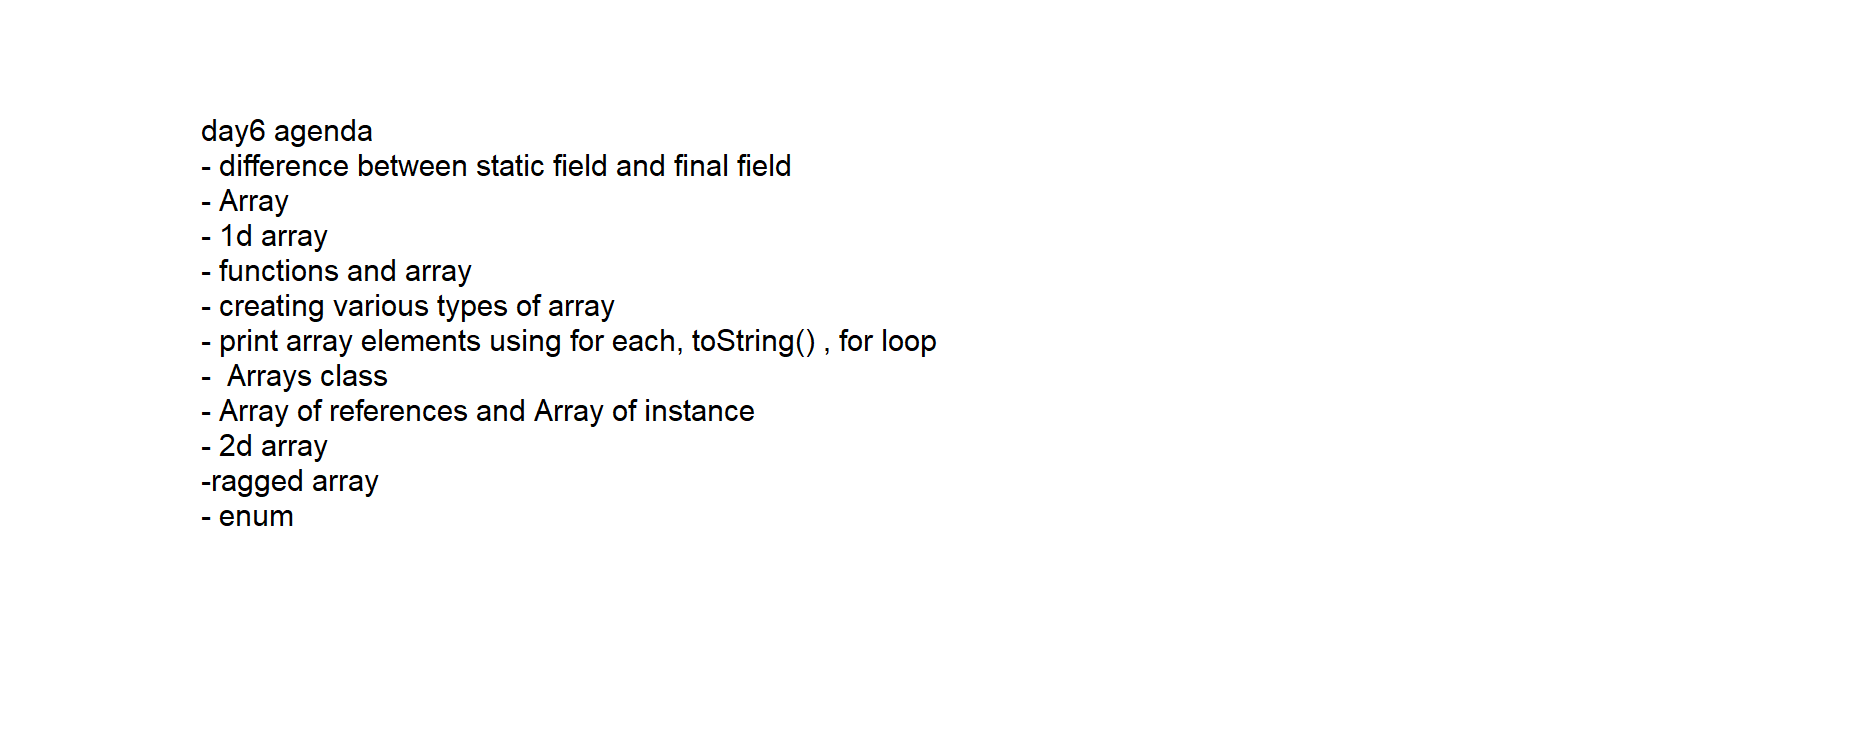 day6 agenda
- difference between static field and final field
- Array
- 1d array
- functions and array
- creating various types of array
- print array elements using for each, toString() , for loop
-  Arrays class
- Array of references and Array of instance
- 2d array
-ragged array
- enum